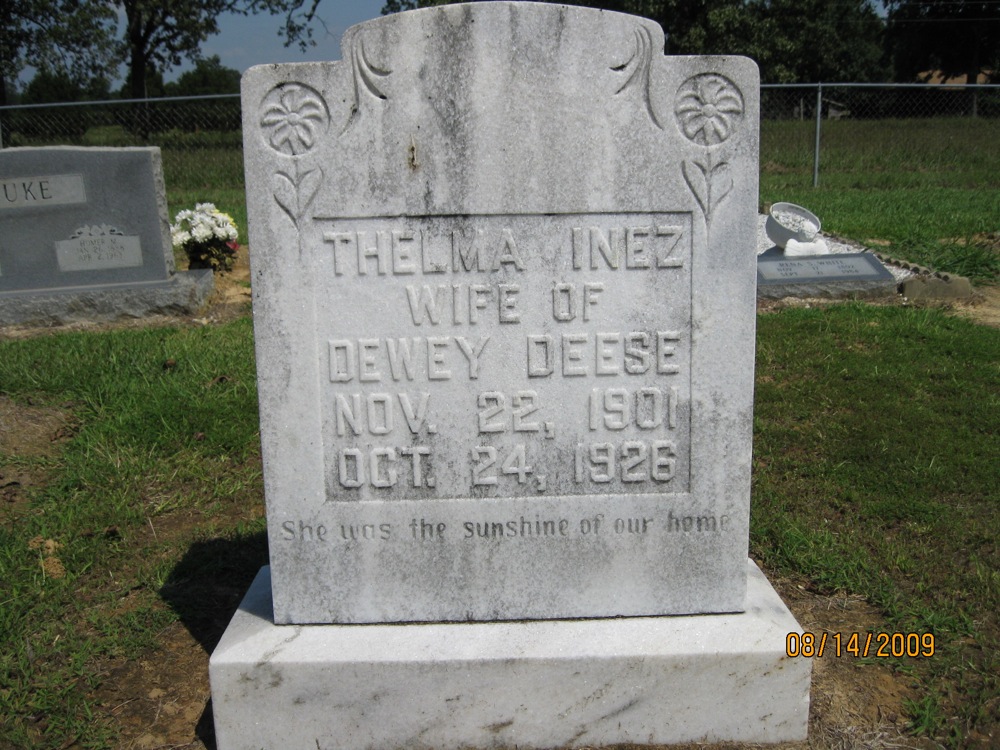 THELMA INEZ
WIFE OF
DEWEY DEESE
NOV. 22, 1901
OCT. 24, 1926
She was the sunshine of our home
UKE
08/14/2009